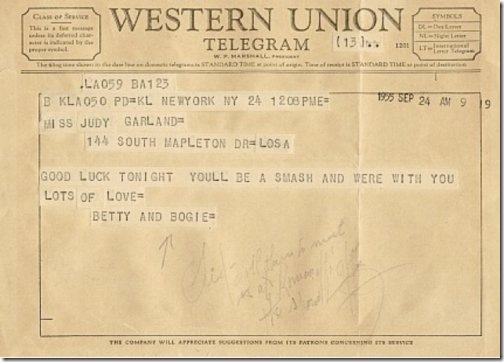 CLASS OF SERVICE
This is a fast message
unless its deferred char-
acter is indicated by the
proper symbol.
WESTERN UNION
TELEGRAM
W. P. MARSHALL, PRESIDENT
(13)
1201
SYMBOLS
DL=Day Letter
NL=Night Letter
LT=International Letter Telegram
The filing time shown in the date line on domestic telegrams is STANDARD TIME at point of origin. Time of receipt is STANDARD TIME at point of destination
.LA059 BA123
B KLA050 PD=KL NEWYORK NY 24 1208PME=
1955 SEP 24 AM 9 19
MISS JUDY GARLAND=
144 SOUTH MAPLETON DR=LOSA
GOOD LUCK TONIGHT YOULL BE A SMASH AND WERE WITH YOU
LOTS OF LOVE=
BETTY AND BOGIE=
THE COMPANY WILL APPRECIATE SUGGESTIONS FROM ITS PATRONS CONCERNING ITS SERVICE